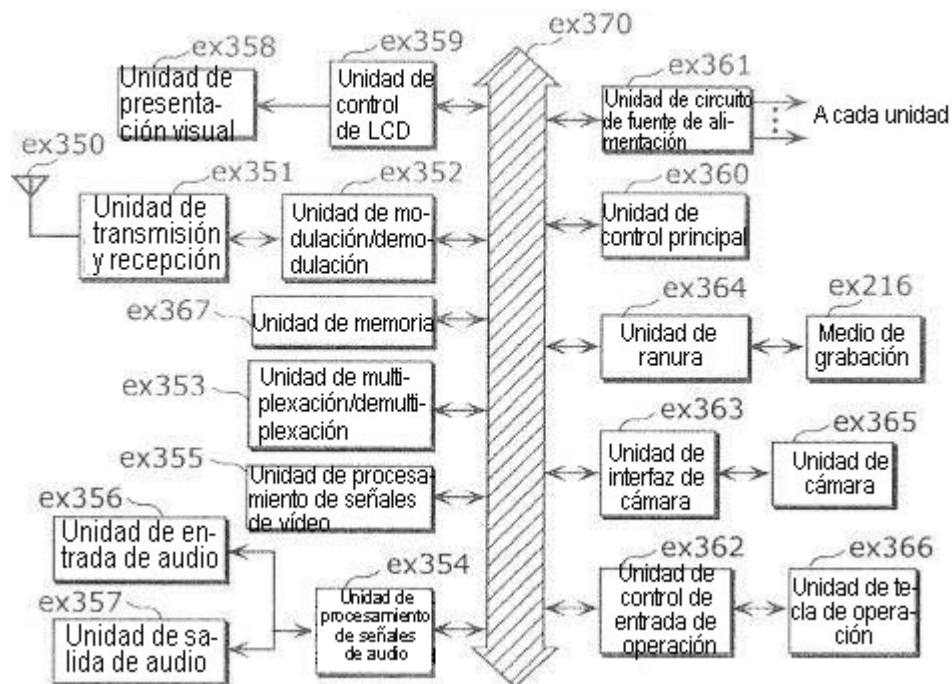 ex358
Unidad de
presenta-
ción visual
ex359
Unidad de
control
de LCD
ex370
ex361
Unidad de circuito
de fuente de ali-
mentación
A cada unidad
ex350
ex351
Unidad de
transmisión
y recepción
ex352
Unidad de mo-
dulación/demo-
dulación
ex360
Unidad de
control principal
ex367
Unidad de memoria
ex364
Unidad de
ranura
ex216
Medio de
grabación
ex353
Unidad de multi-
plexación/demulti-
plexación
ex363
Unidad de
interfaz de
cámara
ex365
Unidad de
cámara
ex355
Unidad de procesa-
miento de señales
de vídeo
ex356
Unidad de en-
trada de audio
ex357
Unidad de sa-
lida de audio
ex354
Unidad de
procesamiento
de señales
de audio
ex362
Unidad de
control de
entrada de
operación
ex366
Unidad de te-
cla de opera-
ción